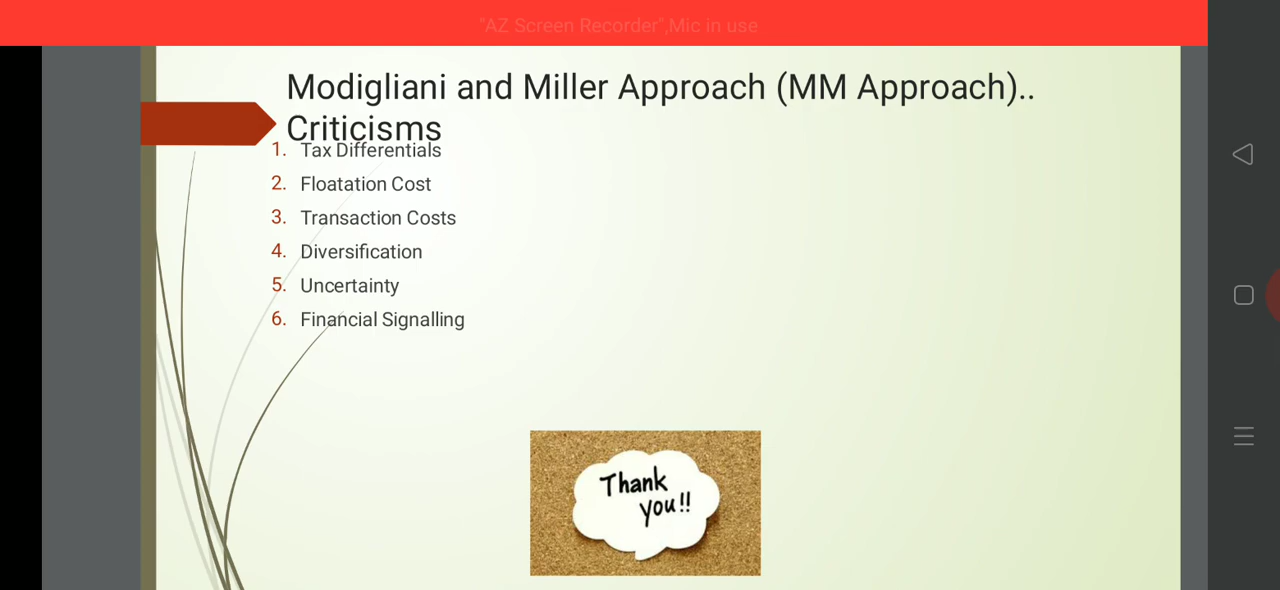 "AZ Screen Recorder",Mic in use
Modigliani and Miller Approach (MM Approach)..
Criticisms
1. Tax Differentials
2. Floatation Cost
3. Transaction Costs
4. Diversification
5. Uncertainty
6. Financial Signalling
Thank
you!!